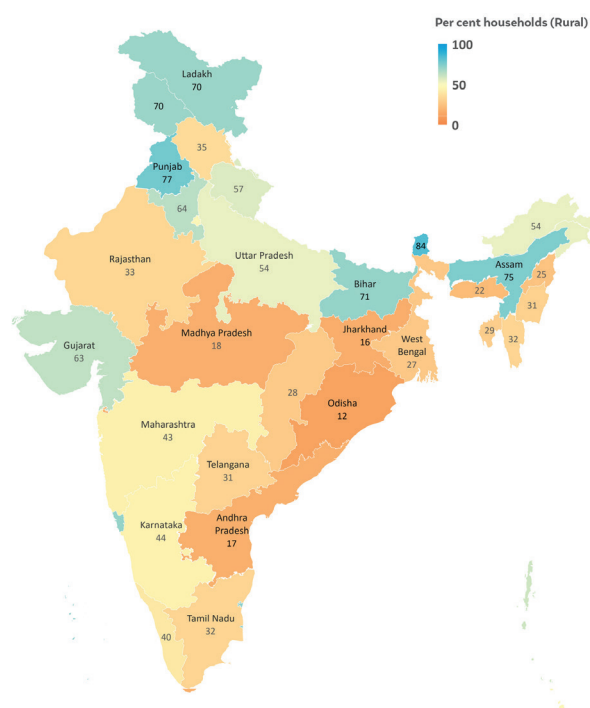 Per cent households (Rural)
100
50
0
Ladakh
70
70
35
Punjab
77
57
64
Rajasthan
33
Uttar Pradesh
54
84
54
Assam
75
25
22
31
29
32
Bihar
71
Jharkhand
16
West
Bengal
27
Madhya Pradesh
18
Gujarat
63
28
Odisha
12
Maharashtra
43
Telangana
31
Andhra
Pradesh
17
Karnataka
44
Tamil Nadu
32
40